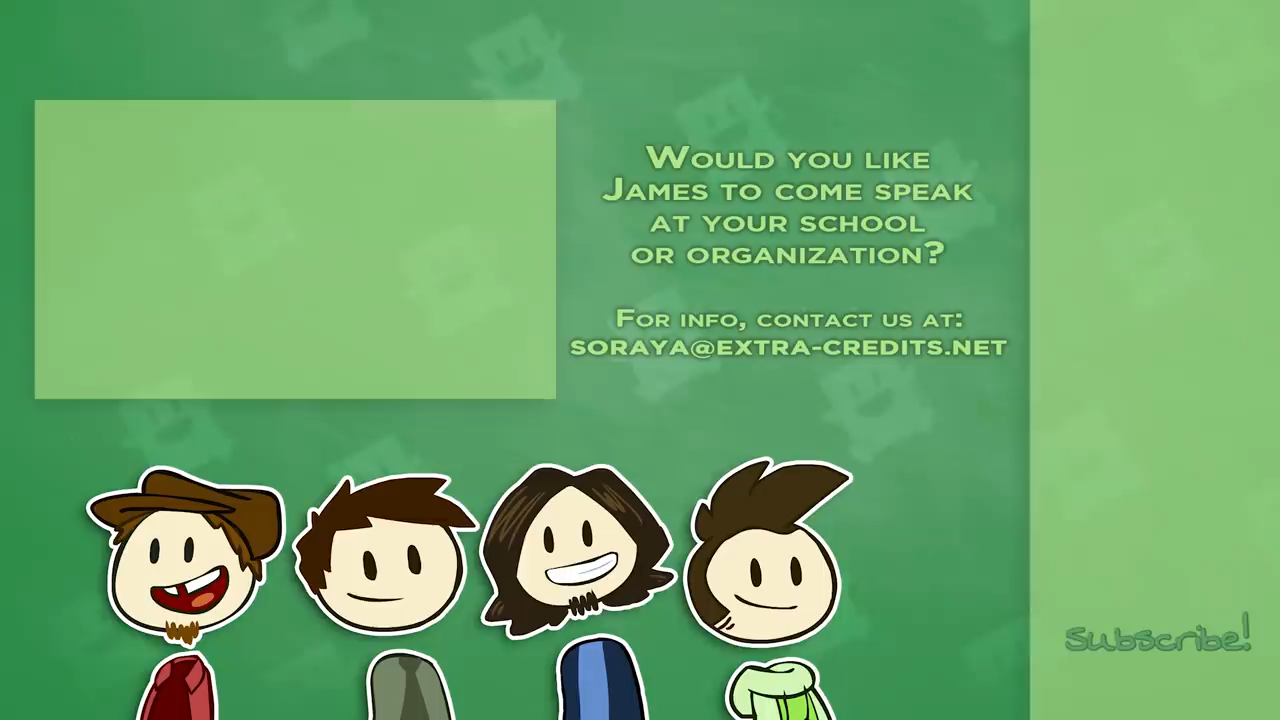 Would you like
James to come speak
at your school
or organization?
For info, contact us at:
soraya@extra-credits.net
Subscribe!